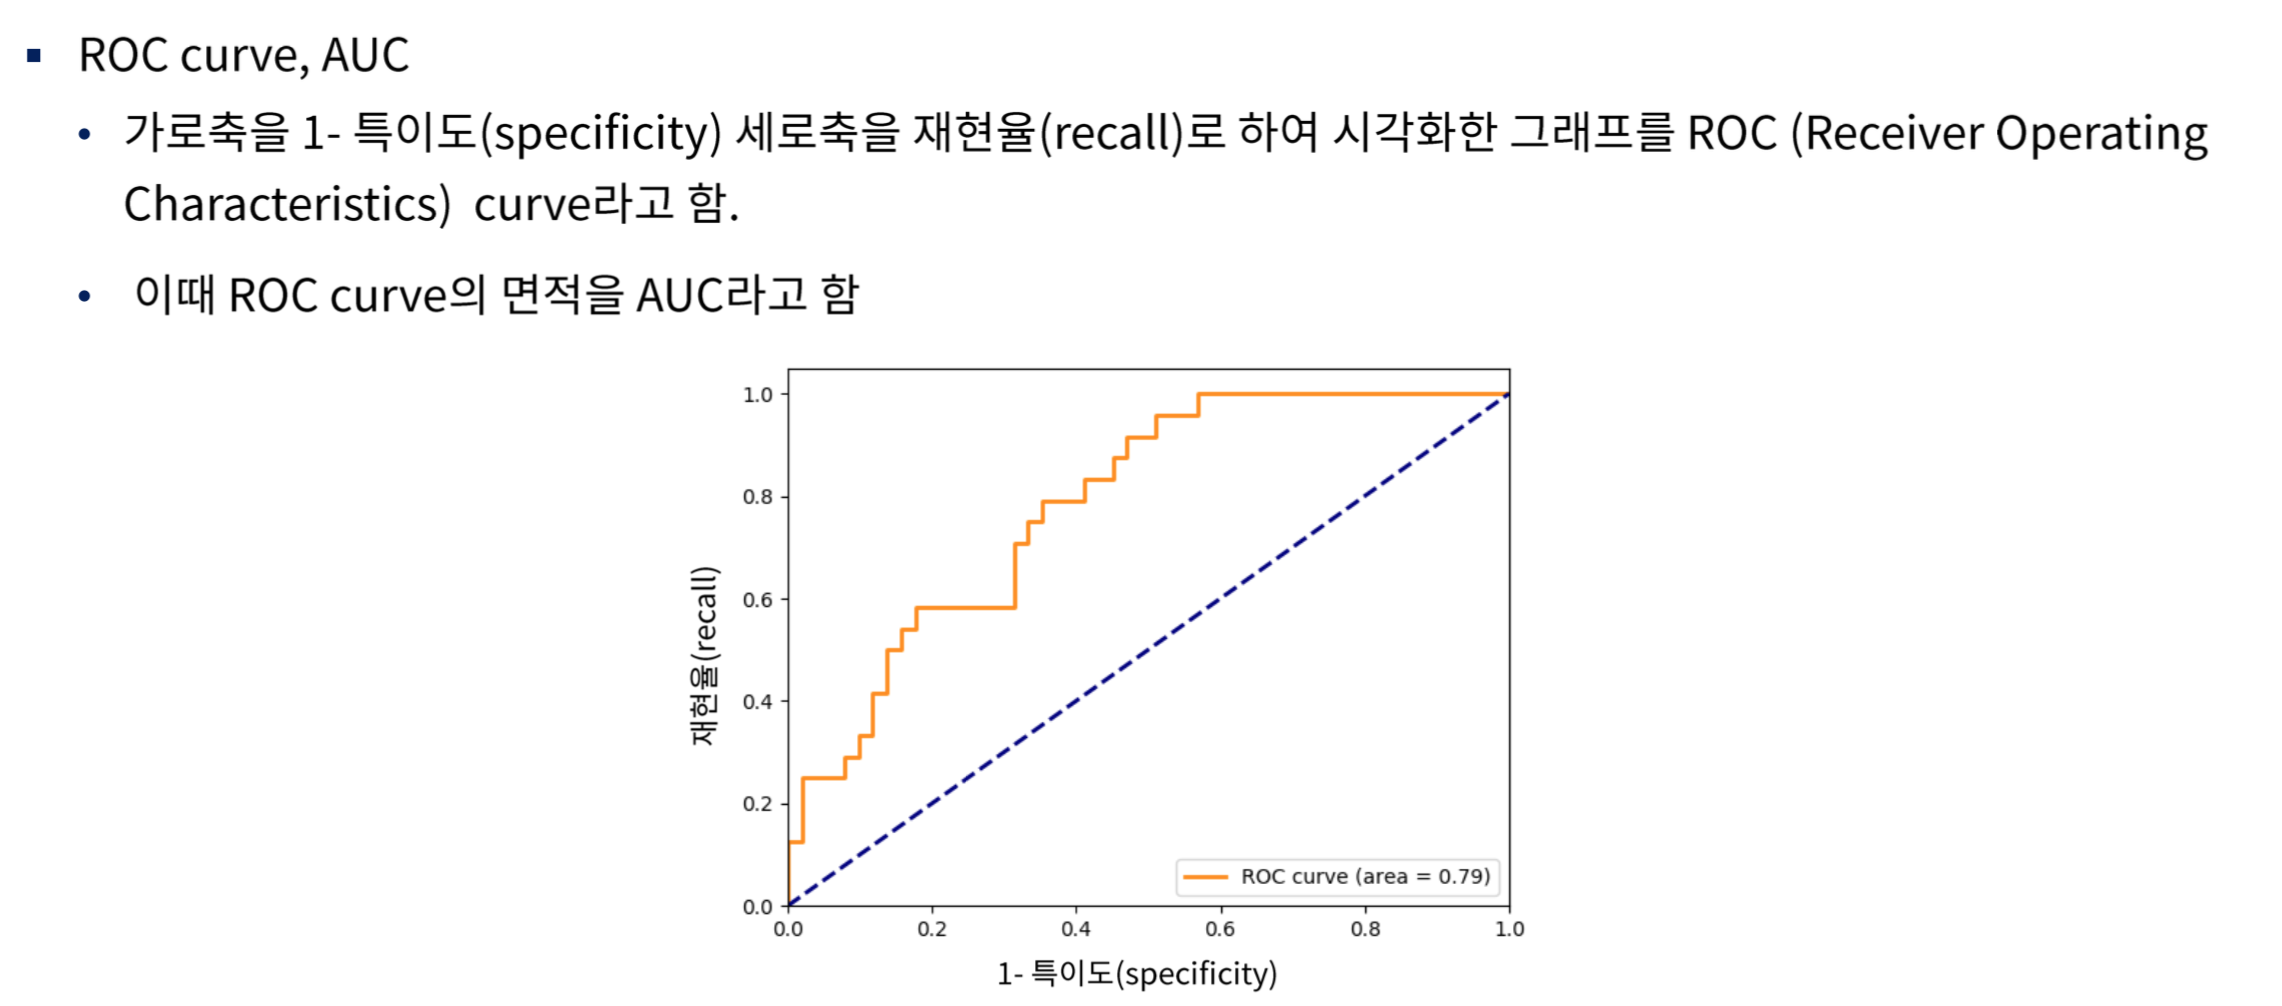 ROC curve, AUC
가로축을 1- 특이도(specificity) 세로축을 재현율(recall)로 하여 시각화한 그래프를 ROC (Receiver Operating
Characteristics) curve라고 함.
이때 ROC curve의 면적을 AUC라고 함
재현율(recall)
1.0
0.8
0.6
0.4
0.2
0.0
ROC curve (area = 0.79)
0.0 0.2 0.4 0.6 0.8 1.0
1- 특이도(specificity)